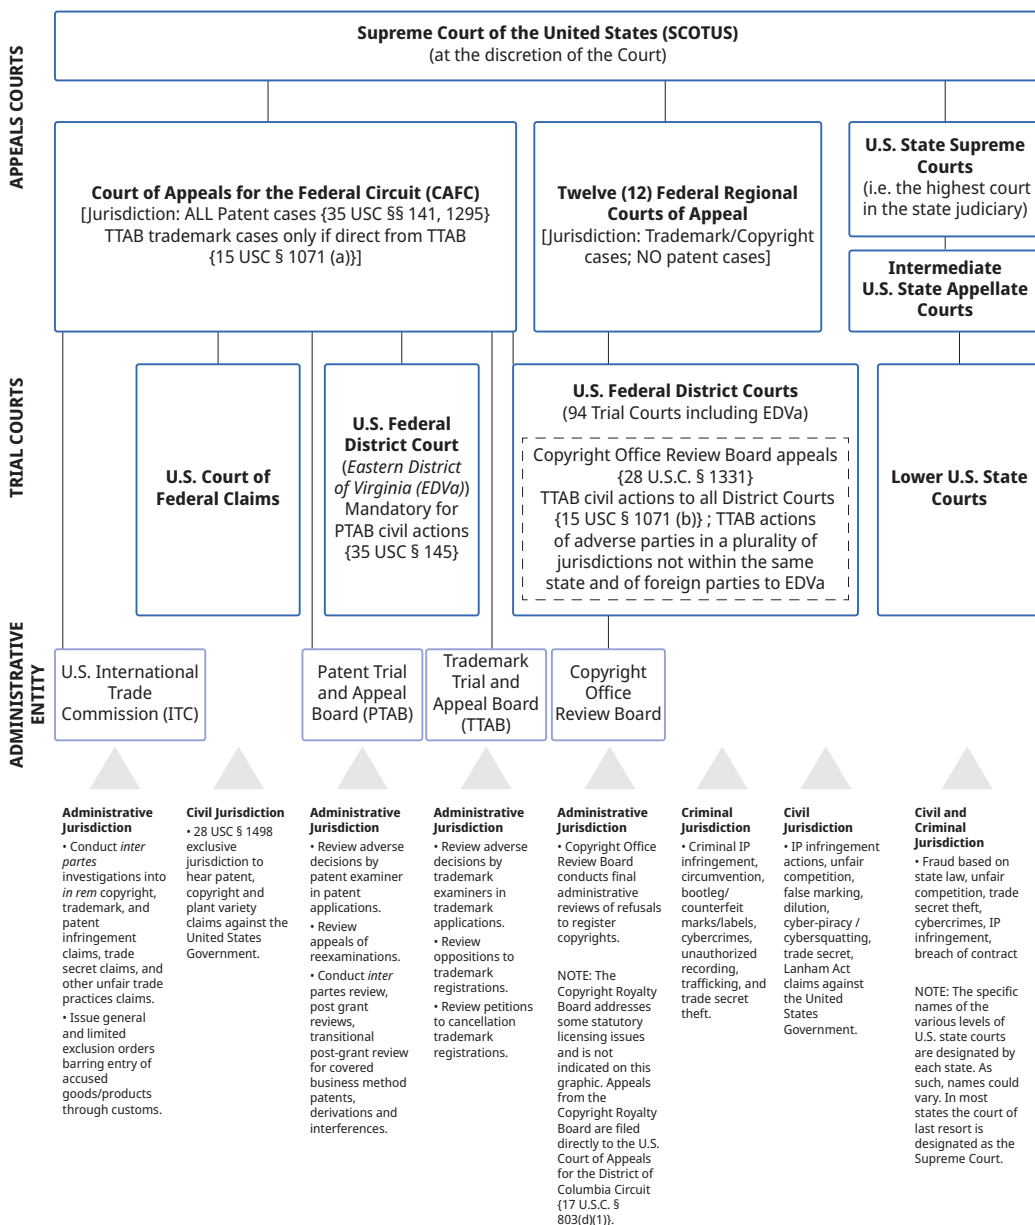 APPEALS COURTS
Supreme Court of the United States (SCOTUS)
(at the discretion of the Court)
Court of Appeals for the Federal Circuit (CAFC)
[Jurisdiction: ALL Patent cases {35 USC §§ 141, 1295}
TTAB trademark cases only if direct from TTAB
{15 USC § 1071 (a)}]
Twelve (12) Federal Regional
Courts of Appeal
[Jurisdiction: Trademark/Copyright
cases; NO patent cases]
U.S. State Supreme
Courts
(i.e. the highest court
in the state judiciary)
Intermediate
U.S. State Appellate
Courts
TRIAL COURTS
U.S. Court of
Federal Claims
U.S. Federal
District Court
(Eastern District
of Virginia (EDVa))
Mandatory for
PTAB civil actions
{35 USC § 145}
U.S. Federal District Courts
(94 Trial Courts including EDVa)
Copyright Office Review Board appeals
{28 U.S.C. § 1331}
TTAB civil actions to all District Courts
{15 USC § 1071 (b)} ; TTAB actions
of adverse parties in a plurality of
jurisdictions not within the same
state and of foreign parties to EDVa
Lower U.S. State
Courts
ADMINISTRATIVE
ENTITY
U.S. International
Trade
Commission (ITC)
Patent Trial
and Appeal
Board (PTAB)
Trademark
Trial and
Appeal Board
(TTAB)
Copyright
Office
Review Board
Administrative
Jurisdiction
• Conduct inter
partes
investigations into
in rem copyright,
trademark, and
patent
infringement
claims, trade
secret claims, and
other unfair trade
practices claims.
• Issue general
and limited
exclusion orders
barring entry of
accused
goods/products
through customs.
Civil Jurisdiction
• 28 USC § 1498
exclusive
jurisdiction to
hear patent,
copyright and
plant variety
claims against the
United States
Government.
Administrative
Jurisdiction
• Review adverse
decisions by
patent examiner
in patent
applications.
• Review
appeals of
reexaminations.
• Conduct inter
partes review,
post grant
reviews,
transitional
post-grant review
for covered
business method
patents,
derivations and
interferences.
Administrative
Jurisdiction
• Review adverse
decisions by
trademark
examiners in
trademark
applications.
• Review
oppositions to
trademark
registrations.
• Review petitions
to cancellation
trademark
registrations.
Administrative
Jurisdiction
• Copyright Office
Review Board
conducts final
administrative
reviews of refusals
to register
copyrights.
NOTE: The
Copyright Royalty
Board addresses
some statutory
licensing issues
and is not
indicated on this
graphic. Appeals
from the
Copyright Royalty
Board are filed
directly to the U.S.
Court of Appeals
for the District of
Columbia Circuit
{17 U.S.C. §
803(d)(1)}.
Criminal
Jurisdiction
• Criminal IP
infringement,
circumvention,
bootleg/
counterfeit
marks/labels,
cybercrimes,
unauthorized
recording,
trafficking, and
trade secret
theft.
Civil
Jurisdiction
• IP infringement
actions, unfair
competition,
false marking,
dilution,
cyber-piracy /
cybersquatting,
trade secret,
Lanham Act
claims against
the United
States
Government.
Civil and
Criminal
Jurisdiction
• Fraud based on
state law, unfair
competition, trade
secret theft,
cybercrimes, IP
infringement,
breach of contract
NOTE: The specific
names of the
various levels of
U.S. state courts
are designated by
each state. As
such, names could
vary. In most
states the court of
last resort is
designated as the
Supreme Court.